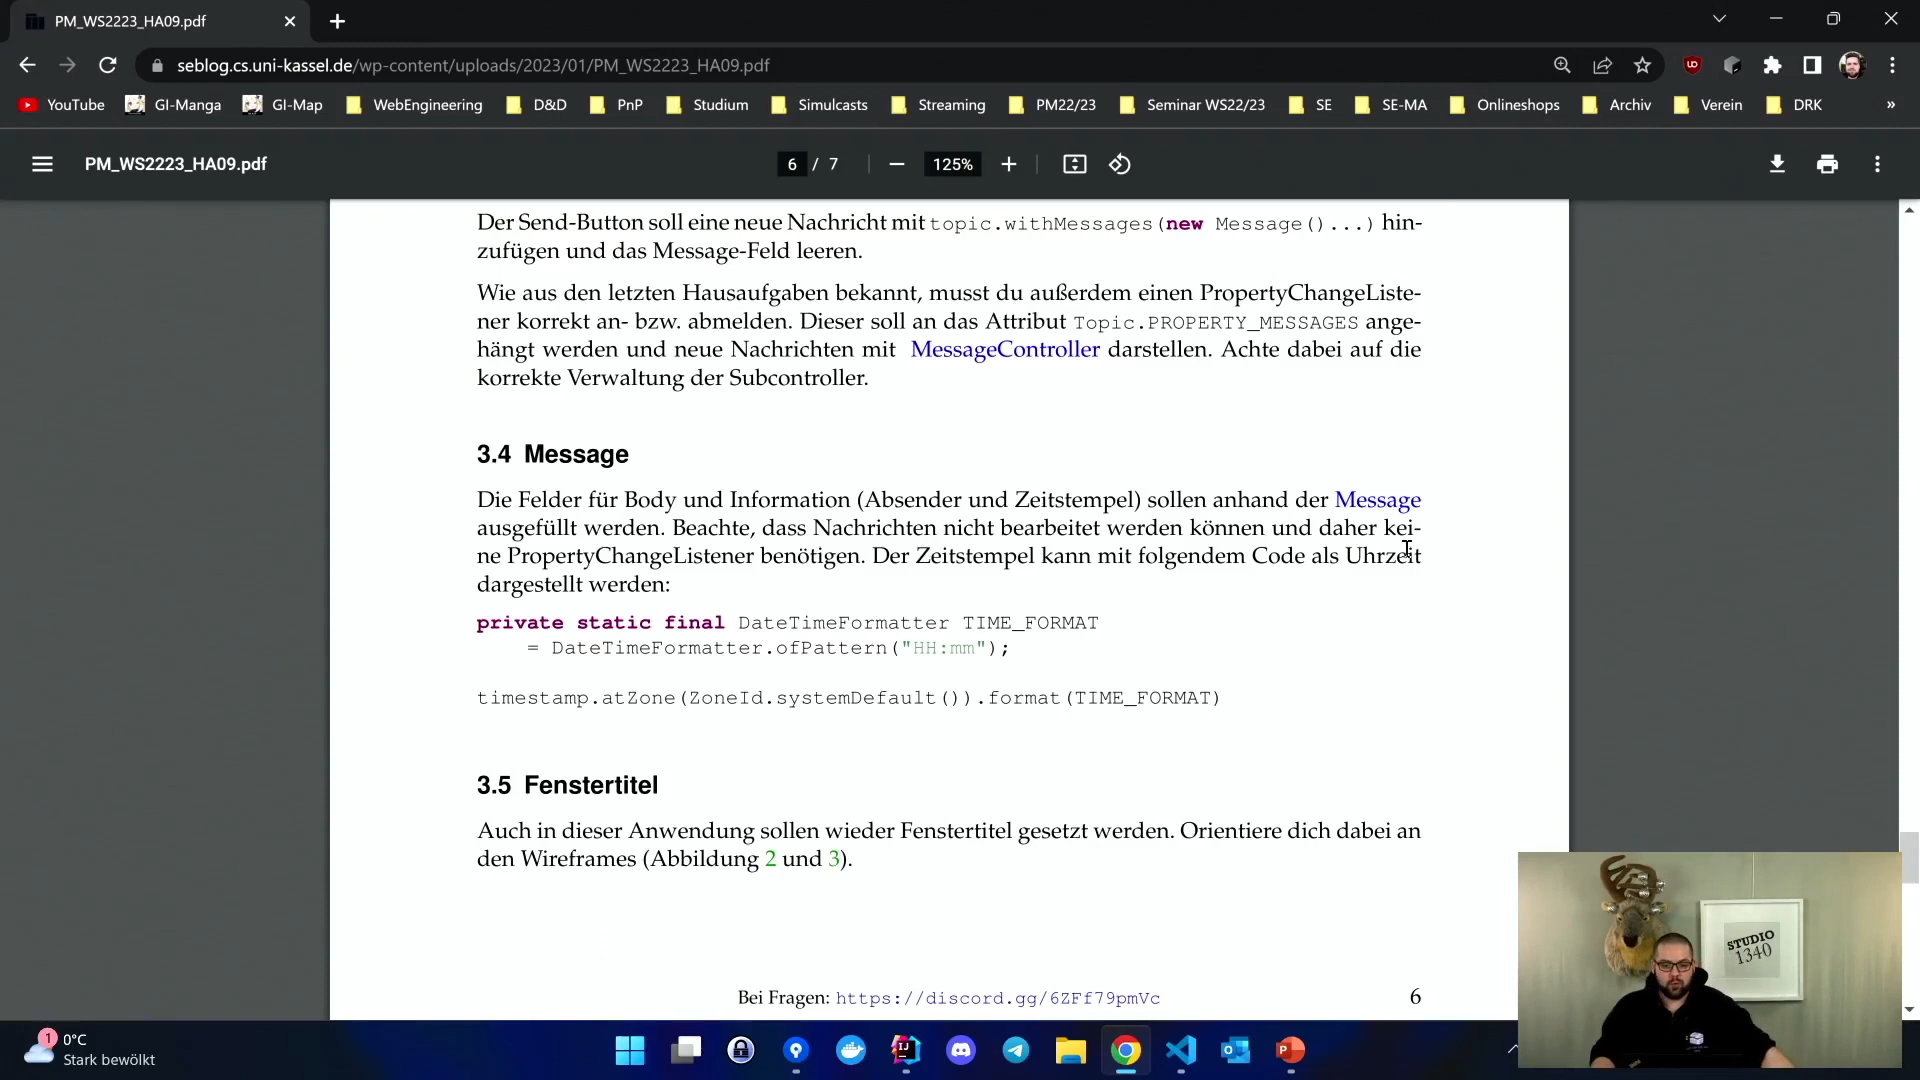 PM_WS2223_HA09.pdf
seblog.cs.uni-kassel.de/wp-content/uploads/2023/01/PM_WS2223_HA09.pdf
YouTube GI-Manga GI-Map WebEngineering D&D PnP Studium Simulcasts Streaming PM22/23 Seminar WS22/23 SE SE-MA Onlineshops Archiv Verein DRK »
PM_WS2223_HA09.pdf 6 / 7 125%
Der Send-Button soll eine neue Nachricht mit topic.withMessages(new Message()...) hin-
zufügen und das Message-Feld leeren.
Wie aus den letzten Hausaufgaben bekannt, musst du außerdem einen PropertyChangeListe-
ner korrekt an- bzw. abmelden. Dieser soll an das Attribut Topic.PROPERTY_MESSAGES ange-
hängt werden und neue Nachrichten mit MessageController darstellen. Achte dabei auf die
korrekte Verwaltung der Subcontroller.
3.4 Message
Die Felder für Body und Information (Absender und Zeitstempel) sollen anhand der Message
ausgefüllt werden. Beachte, dass Nachrichten nicht bearbeitet werden können und daher kei-
ne PropertyChangeListener benötigen. Der Zeitstempel kann mit folgendem Code als Uhrzeit
dargestellt werden:
private static final DateTimeFormatter TIME_FORMAT
= DateTimeFormatter.ofPattern("HH:mm");
timestamp.atZone(ZoneId.systemDefault()).format(TIME_FORMAT)
3.5 Fenstertitel
Auch in dieser Anwendung sollen wieder Fenstertitel gesetzt werden. Orientiere dich dabei an
den Wireframes (Abbildung 2 und 3).
Bei Fragen: https://discord.gg/6ZFf79pmVc 6
STUDIO
1340
1 0°C
Stark bewölkt